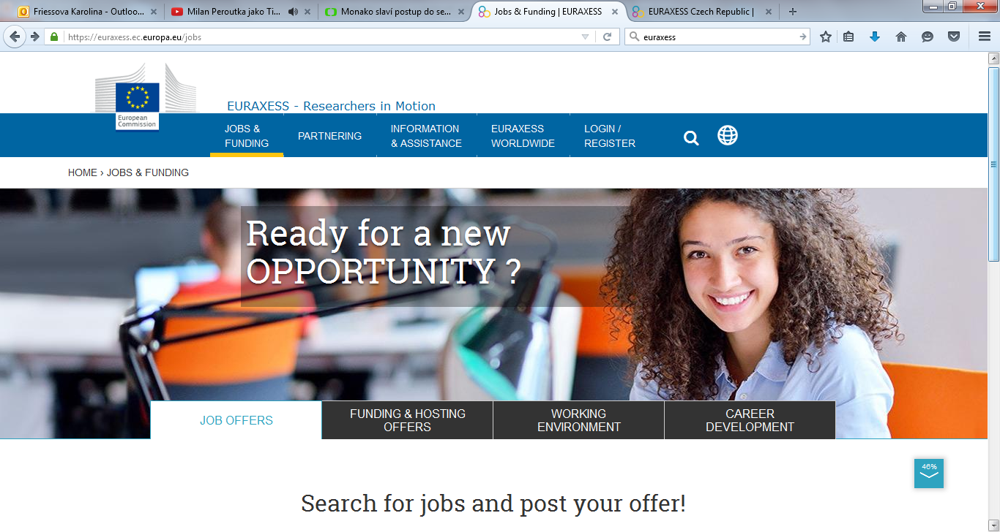 Friessova Karolina - Outloo...
Milan Peroutka jako Ti...
Monako slaví postup do se...
Jobs & Funding | EURAXESS
EURAXESS Czech Republic |
https://euraxess.ec.europa.eu/jobs
euraxess
European
Commission
EURAXESS - Researchers in Motion
JOBS &
FUNDING
PARTNERING
INFORMATION
& ASSISTANCE
EURAXESS
WORLDWIDE
LOGIN /
REGISTER
HOME › JOBS & FUNDING
Ready for a new
OPPORTUNITY ?
JOB OFFERS
FUNDING & HOSTING
OFFERS
WORKING
ENVIRONMENT
CAREER
DEVELOPMENT
46%
Search for jobs and post your offer!